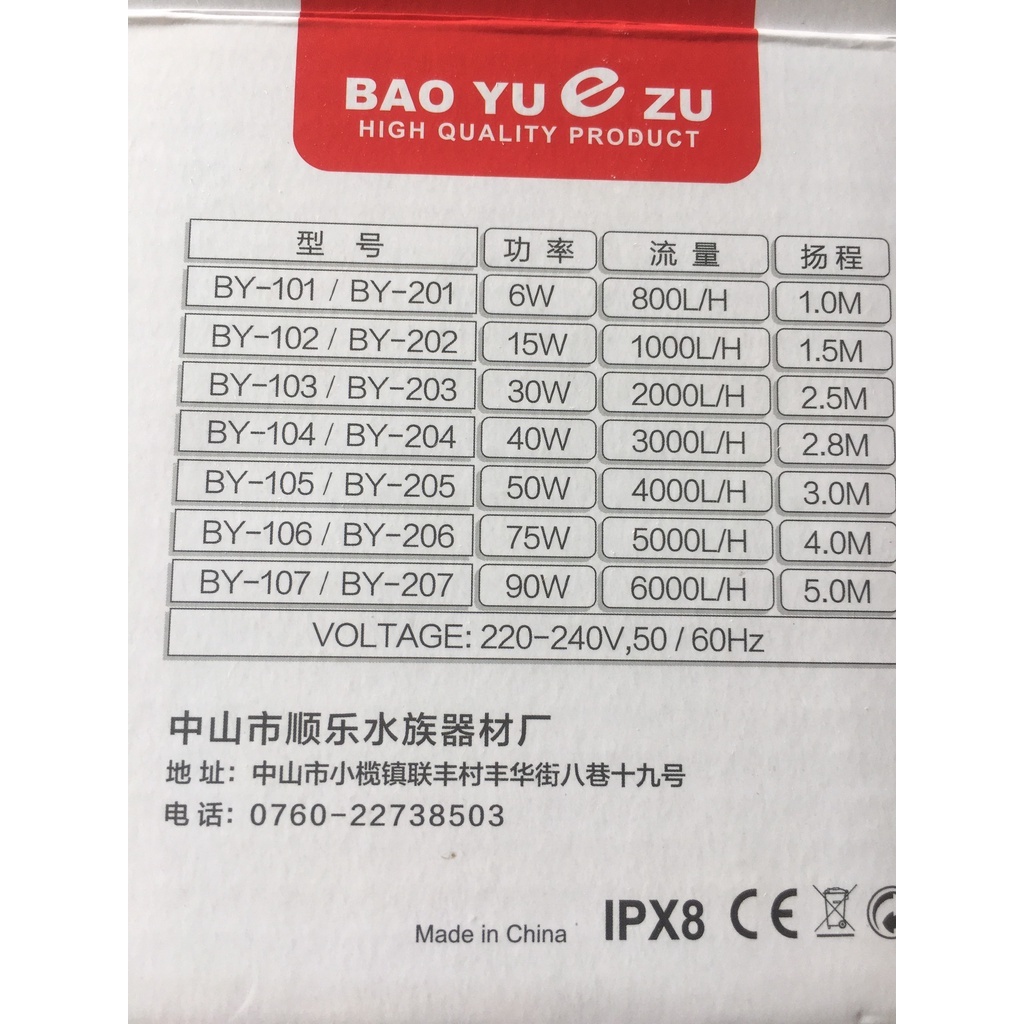 BAO YU e ZU
HIGH QUALITY PRODUCT
型 号 功 率 流 量 扬 程
BY-101 / BY-201 6W 800L/H 1.0M
BY-102 / BY-202 15W 1000L/H 1.5M
BY-103 / BY-203 30W 2000L/H 2.5M
BY-104 / BY-204 40W 3000L/H 2.8M
BY-105 / BY-205 50W 4000L/H 3.0M
BY-106 / BY-206 75W 5000L/H 4.0M
BY-107 / BY-207 90W 6000L/H 5.0M
VOLTAGE: 220-240V,50 / 60Hz
中山市顺乐水族器材厂
地 址：中山市小榄镇联丰村丰华街八巷十九号
电 话：0760-22738503
Made in China IPX8 CE